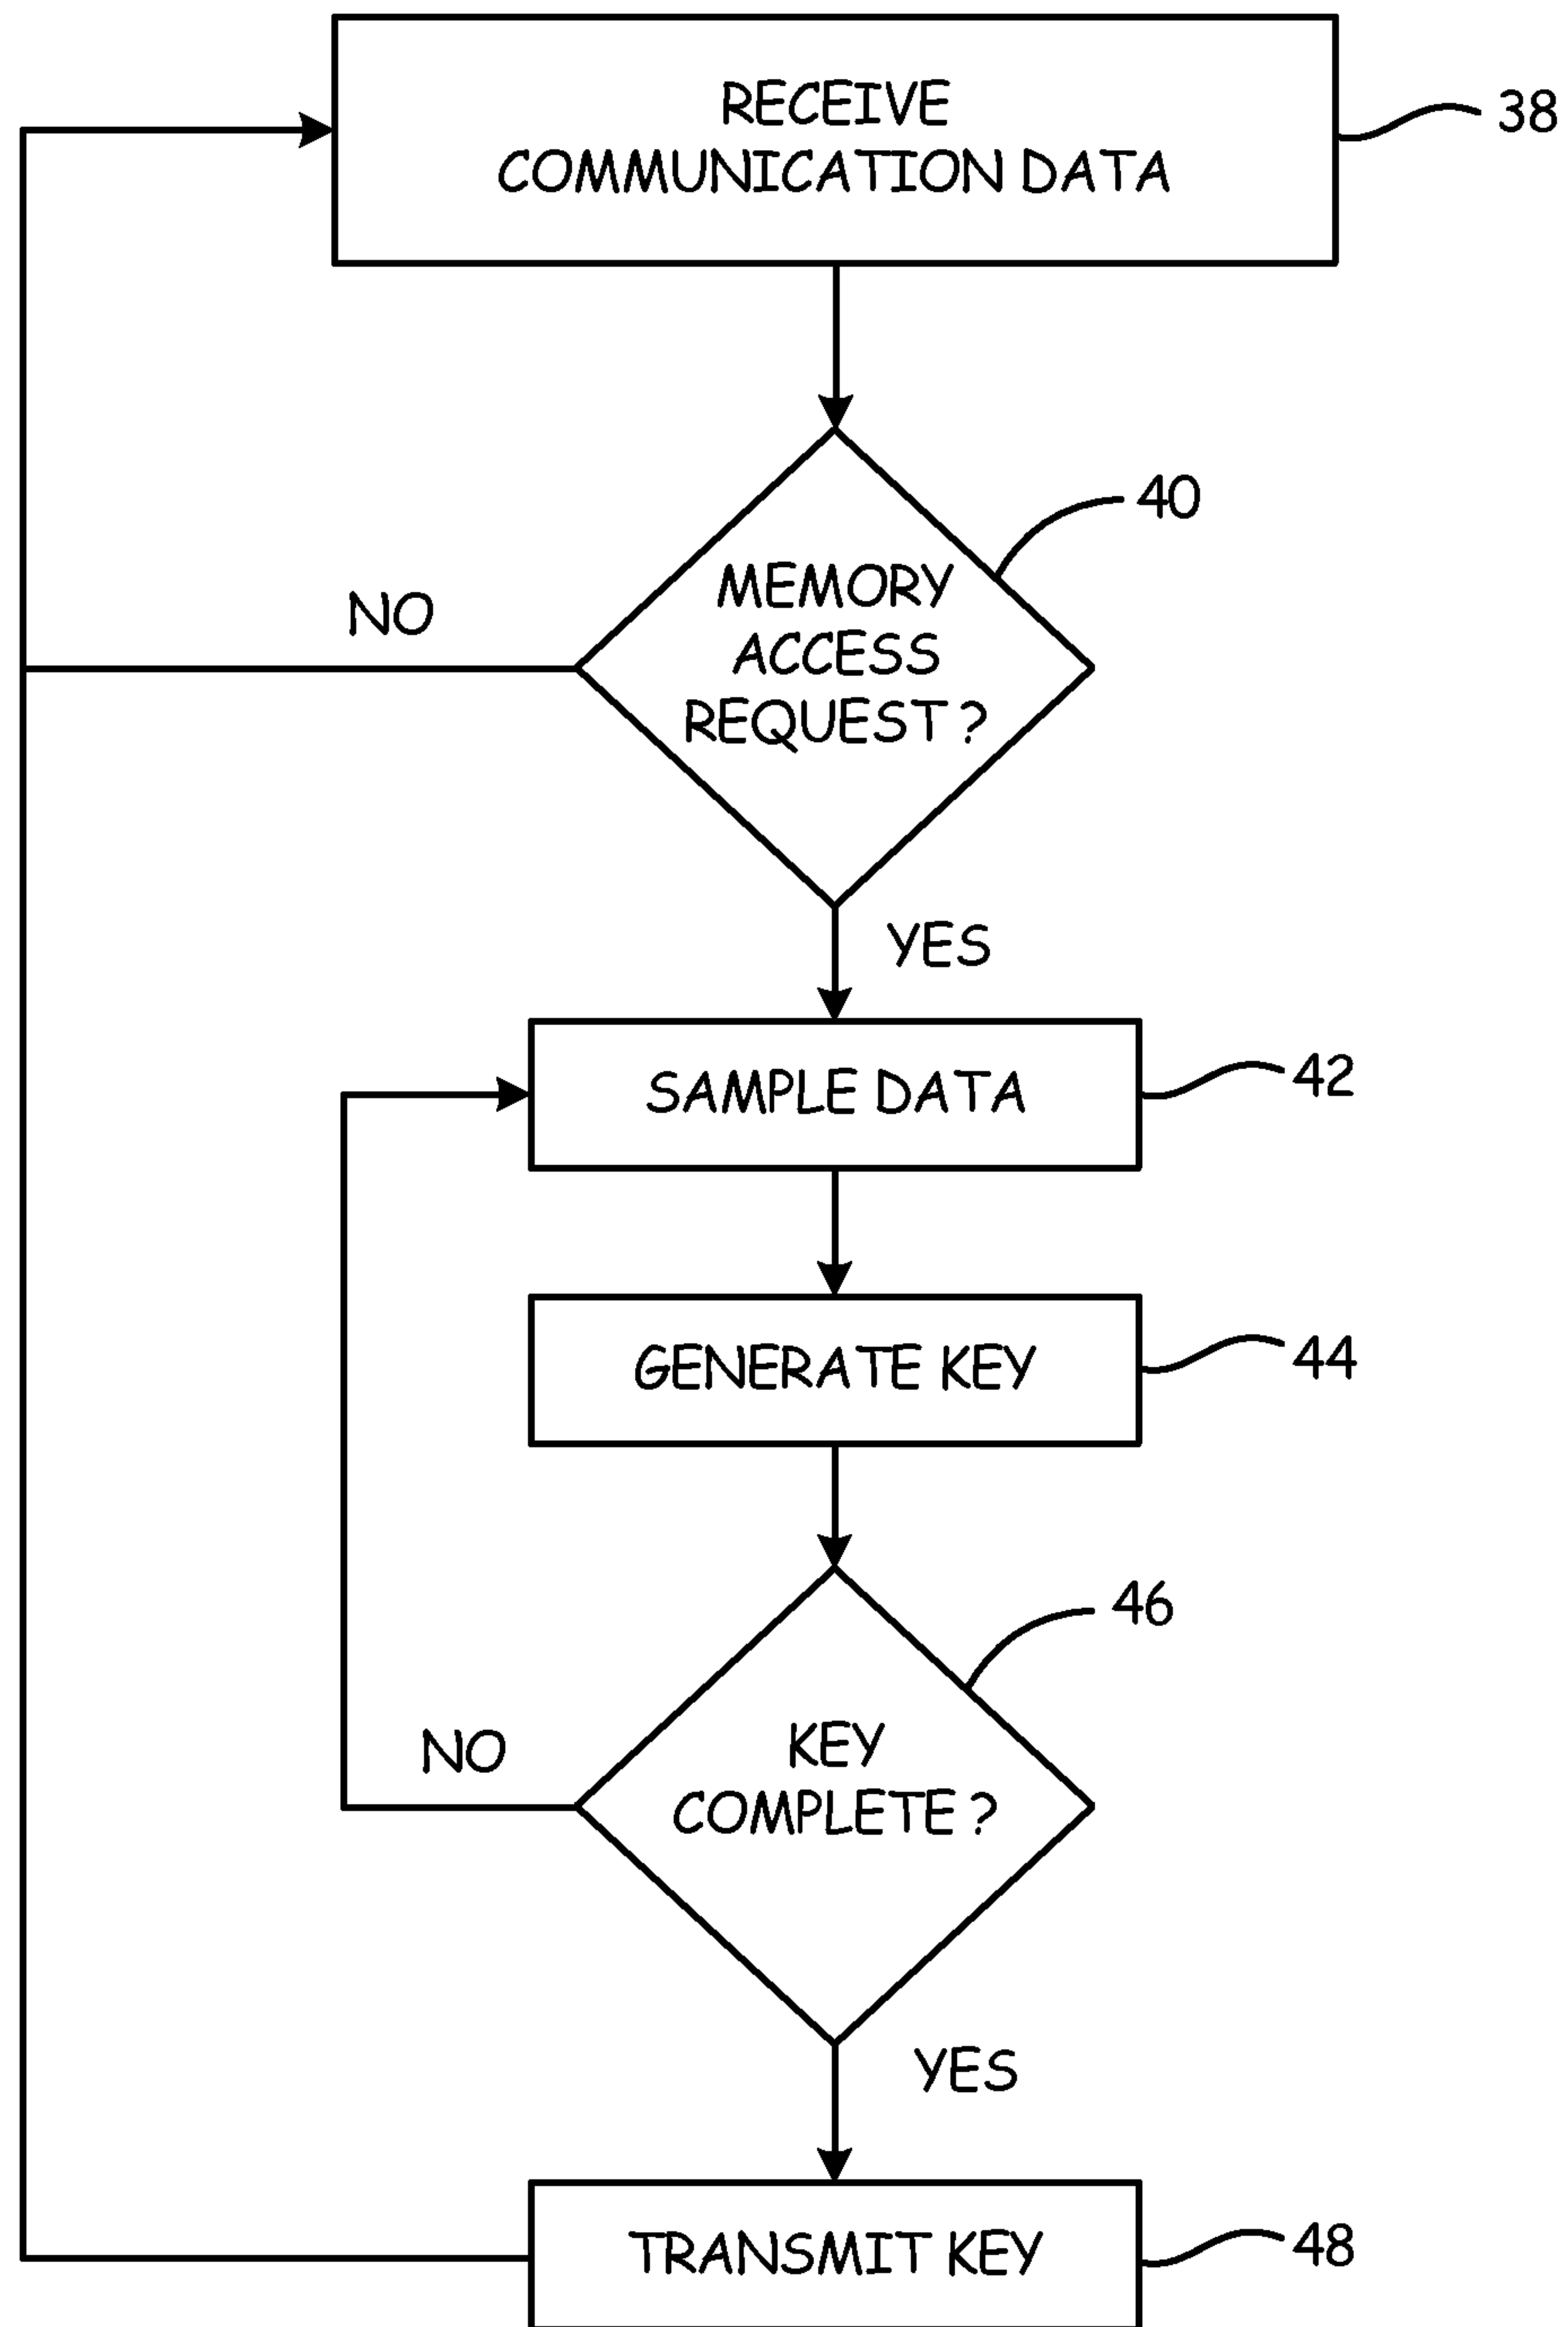 RECEIVE
COMMUNICATION DATA
38
40
MEMORY
ACCESS
REQUEST?
NO
YES
SAMPLE DATA
42
GENERATE KEY
44
46
KEY
COMPLETE?
NO
YES
TRANSMIT KEY
48